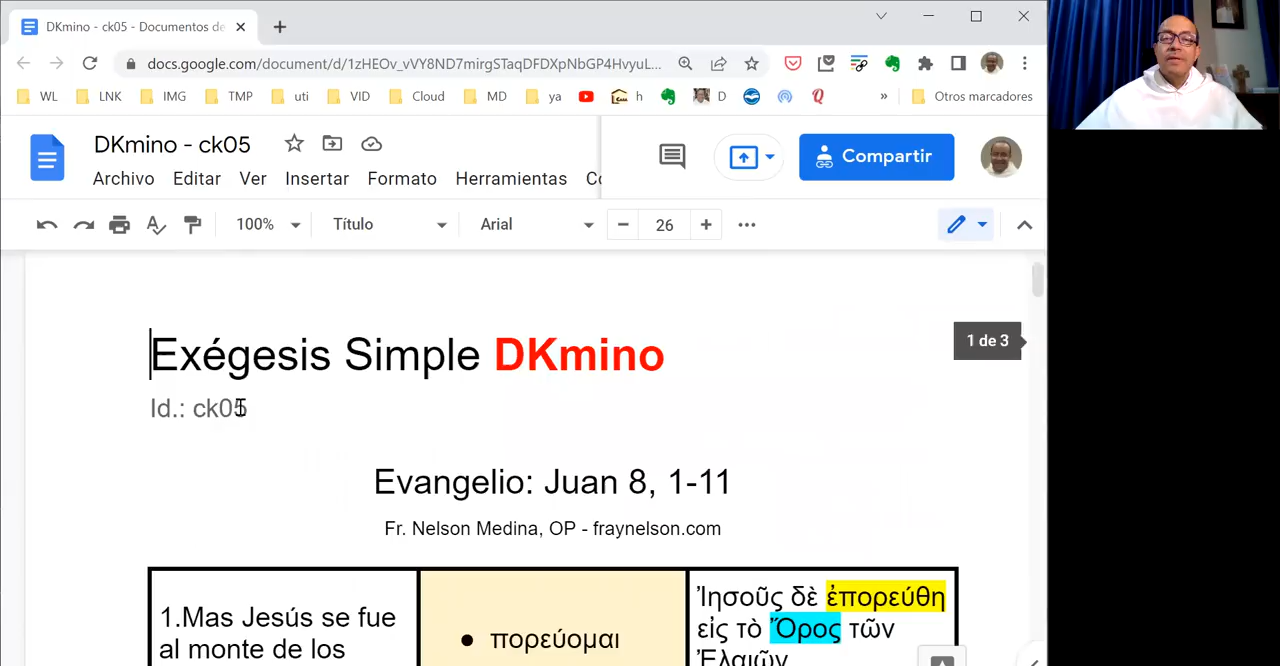 DKmino - ck05 - Documentos de
docs.google.com/document/d/1zHEOv_vVY8ND7mirgSTaqDFDXpNbGP4HvyuL...
WL LNK IMG TMP uti VID Cloud MD ya h D » Otros marcadores
DKmino - ck05
Archivo Editar Ver Insertar Formato Herramientas
Compartir
100% Título Arial 26
1 de 3
Exégesis Simple DKmino
Id.: ck05
Evangelio: Juan 8, 1-11
Fr. Nelson Medina, OP - fraynelson.com
1.Mas Jesús se fue
al monte de los
● πορεύομαι
Ἰησοῦς δὲ ἐπορεύθη
εἰς τὸ Ὄρος τῶν
Ἐλαιῶν